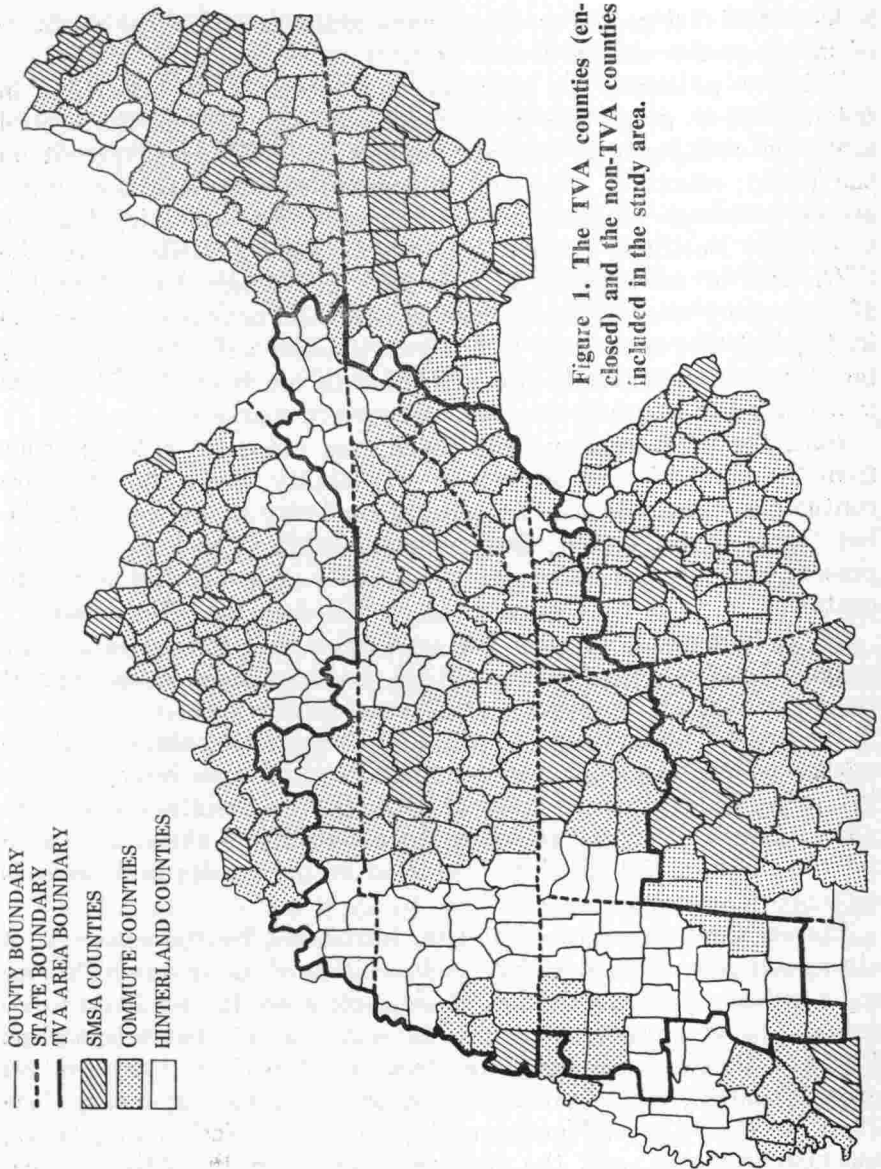 COUNTY BOUNDARY
STATE BOUNDARY
TVA AREA BOUNDARY
SMSA COUNTIES
COMMUTE COUNTIES
HINTERLAND COUNTIES
Figure 1. The TVA counties (en-
closed) and the non-TVA counties
included in the study area.